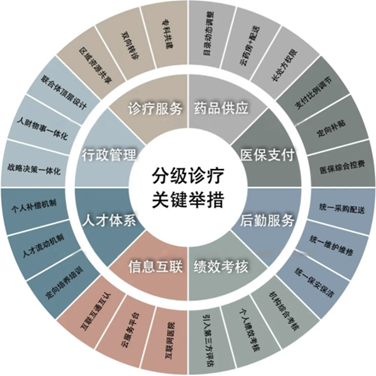 分级诊疗
关键举措
诊疗服务
区域资源共享
双向转诊
专科共建
药品供应
目录动态调整
云药房+配送
长处方权限
医保支付
支付比例调节
定向补贴
医保综合控费
后勤服务
统一采购配送
统一维护维修
统一保安保洁
绩效考核
机构综合考核
个人绩效考核
引入第三方评估
信息互联
互联网医院
云服务平台
互联互通互认
人才体系
定向培养培训
人才流动机制
个人补偿机制
行政管理
战略决策一体化
人财物事一体化
联合体顶层设计